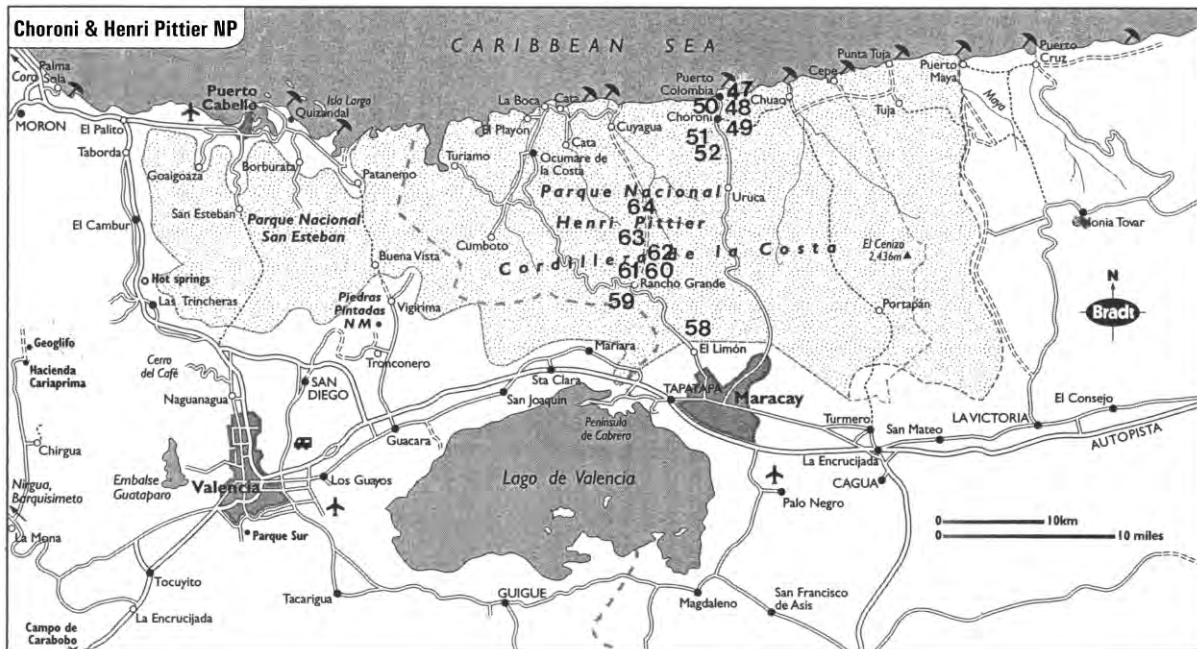 Choroni & Henri Pittier NP
CARIBBEAN SEA
Coro
Palma
Sola
MORON
El Palito
Taborda
Puerto
Cabello
Isla Larga
Quizandal
Goaigoaza
Borburata
Patanemo
San Esteban
Parque Nacional
San Esteban
El Cambur
Hot springs
Las Trincheras
Buena Vista
Vigirima
Piedras
Pintadas
NM
Tronconero
Turiamo
La Boca
El Playón
Cata
Cata
Cuyagua
Ocumare de
la Costa
Cumboto
Puerto
Colombia
Choroni
47
50 48
49
51
52
Chuao
Cepe
Punta Tuja
Tuja
Puerto
Maya
Maya
Puerto
Cruz
Uruca
Parque Nacional
64
Henri Pittier
63
62
Cordillera de la Costa
61 60
Rancho Grande
59
58
El Limón
El Cenizo
2,436m
Portapán
Colonia Tovar
N
Bradt
Geoglifo
Hacienda
Cariaprima
Chirgua
Nirgua,
Barquisimeto
La Mona
Cerro
del Café
Naguanagua
SAN
DIEGO
Embalse
Guataparo
Valencia
Los Guayos
Guacara
San Joaquin
Sta Clara
Mariara
Peninsula
de Cabrera
TAPATAPA
Maracay
Turmero
San Mateo
LA VICTORIA
El Consejo
AUTOPISTA
La Encrucijada
CAGUA
Palo Negro
Lago de Valencia
Parque Sur
Tocuyito
La Encrucijada
Campo de
Carabobo
Tacarigua
GUIGUE
Magdaleno
San Francisco
de Asis
0 10km
0 10 miles